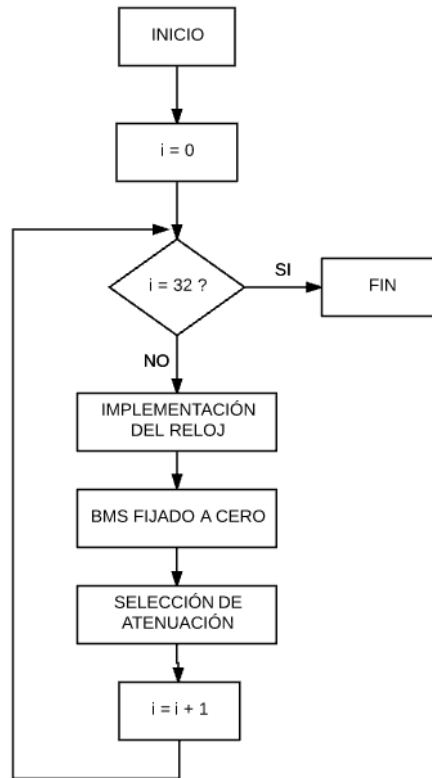 INICIO
i = 0
i = 32 ?
SI
FIN
NO
IMPLEMENTACIÓN
DEL RELOJ
BMS FIJADO A CERO
SELECCIÓN DE
ATENUACIÓN
i = i + 1